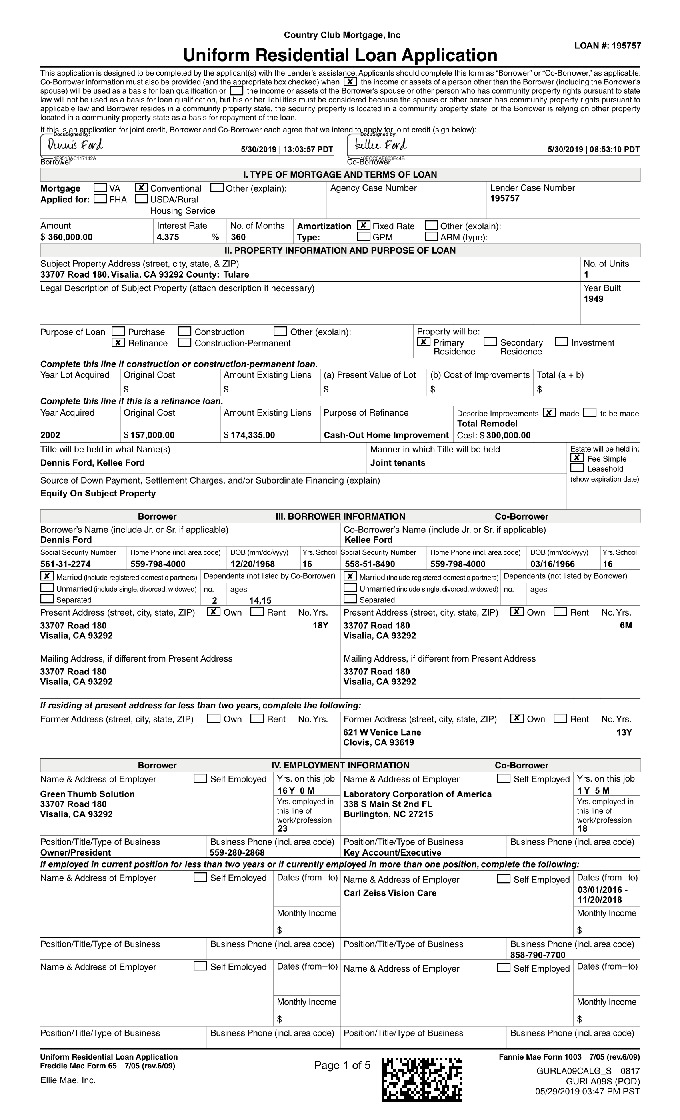 Country Club Mortgage, Inc
LOAN #: 195757
Uniform Residential Loan Application
This application is designed to be completed by the applicant(s) with the Lender's assistance. Applicants should complete this form as "Borrower" or "Co-Borrower," as applicable.
Co-Borrower information must also be provided (and the appropriate box checked) when X the income or assets of a person other than the Borrower (including the Borrower's
spouse) will be used as a basis for loan qualification or the income or assets of the Borrower's spouse or other person who has community property rights pursuant to state
law will not be used as a basis for loan qualification, but his or her liabilities must be considered because the spouse or other person has community property rights pursuant to
applicable law and Borrower resides in a community property state, the security property is located in a community property state, or the Borrower is relying on other property
located in a community property state as a basis for repayment of the loan.
If this is an application for joint credit, Borrower and Co-Borrower each agree that we intend to apply for joint credit (sign below):
DocuSigned by: DocuSigned by:
Dennis Ford 5/30/2019 | 13:03:57 PDT Kellee Ford 5/30/2019 | 08:53:10 PDT
Borrower Co-Borrower
I. TYPE OF MORTGAGE AND TERMS OF LOAN
Mortgage VA X Conventional Other (explain): Agency Case Number Lender Case Number
Applied for: FHA USDA/Rural 195757
Housing Service
Amount Interest Rate No. of Months Amortization X Fixed Rate Other (explain):
$ 360,000.00 4.375 % 360 Type: GPM ARM (type):
II. PROPERTY INFORMATION AND PURPOSE OF LOAN
Subject Property Address (street, city, state, & ZIP) No. of Units
33707 Road 180, Visalia, CA 93292 County: Tulare 1
Legal Description of Subject Property (attach description if necessary) Year Built
1949
Purpose of Loan Purchase Construction Other (explain): Property will be:
X Refinance Construction-Permanent X Primary Residence Secondary Residence Investment
Complete this line if construction or construction-permanent loan.
Year Lot Acquired Original Cost Amount Existing Liens (a) Present Value of Lot (b) Cost of Improvements Total (a + b)
$ $ $ $ $
Complete this line if this is a refinance loan.
Year Acquired Original Cost Amount Existing Liens Purpose of Refinance Describe Improvements X made to be made
Total Remodel
2002 $ 157,000.00 $ 174,335.00 Cash-Out Home Improvement Cost: $ 300,000.00
Title will be held in what Name(s) Manner in which Title will be held Estate will be held in:
Dennis Ford, Kellee Ford Joint tenants X Fee Simple
Leasehold
Source of Down Payment, Settlement Charges, and/or Subordinate Financing (explain) (show expiration date)
Equity On Subject Property
Borrower III. BORROWER INFORMATION Co-Borrower
Borrower's Name (include Jr. or Sr. if applicable) Co-Borrower's Name (include Jr. or Sr. if applicable)
Dennis Ford Kellee Ford
Social Security Number Home Phone (incl. area code) DOB (mm/dd/yyyy) Yrs. School Social Security Number Home Phone (incl. area code) DOB (mm/dd/yyyy) Yrs. School
561-31-2274 559-798-4000 12/20/1968 16 558-51-8490 559-798-4000 03/16/1966 16
X Married (include registered domestic partners) Dependents (not listed by Co-Borrower) X Married (include registered domestic partners) Dependents (not listed by Borrower)
Unmarried (include single, divorced, widowed) no. ages Unmarried (include single, divorced, widowed) no. ages
Separated 2 14,15 Separated
Present Address (street, city, state, ZIP) X Own Rent No. Yrs. Present Address (street, city, state, ZIP) X Own Rent No. Yrs.
33707 Road 180 18Y 33707 Road 180 6M
Visalia, CA 93292 Visalia, CA 93292
Mailing Address, if different from Present Address Mailing Address, if different from Present Address
33707 Road 180 33707 Road 180
Visalia, CA 93292 Visalia, CA 93292
If residing at present address for less than two years, complete the following:
Former Address (street, city, state, ZIP) Own Rent No. Yrs. Former Address (street, city, state, ZIP) X Own Rent No. Yrs.
621 W Venice Lane 13Y
Clovis, CA 93619
Borrower IV. EMPLOYMENT INFORMATION Co-Borrower
Name & Address of Employer Self Employed Yrs. on this job Name & Address of Employer Self Employed Yrs. on this job
16 Y 0 M 1 Y 5 M
Green Thumb Solution Yrs. employed in Laboratory Corporation of America Yrs. employed in
33707 Road 180 this line of 338 S Main St 2nd FL this line of
Visalia, CA 93292 work/profession Burlington, NC 27215 work/profession
23 18
Position/Title/Type of Business Business Phone (incl. area code) Position/Title/Type of Business Business Phone (incl. area code)
Owner/President 559-280-2868 Key Account/Executive
If employed in current position for less than two years or if currently employed in more than one position, complete the following:
Name & Address of Employer Self Employed Dates (from–to) Name & Address of Employer Self Employed Dates (from–to)
Carl Zeiss Vision Care 03/01/2016 -
11/20/2018
Monthly Income Monthly Income
$ $
Position/Title/Type of Business Business Phone (incl. area code) Position/Title/Type of Business Business Phone (incl. area code)
858-790-7700
Name & Address of Employer Self Employed Dates (from–to) Name & Address of Employer Self Employed Dates (from–to)
Monthly Income Monthly Income
$ $
Position/Title/Type of Business Business Phone (incl. area code) Position/Title/Type of Business Business Phone (incl. area code)
Uniform Residential Loan Application Fannie Mae Form 1003 7/05 (rev.6/09)
Freddie Mac Form 65 7/05 (rev.6/09) Page 1 of 5 GURLA09CALG_S 0817
Ellie Mae, Inc. GURLA09S (POD)
05/29/2019 03:47 PM PST